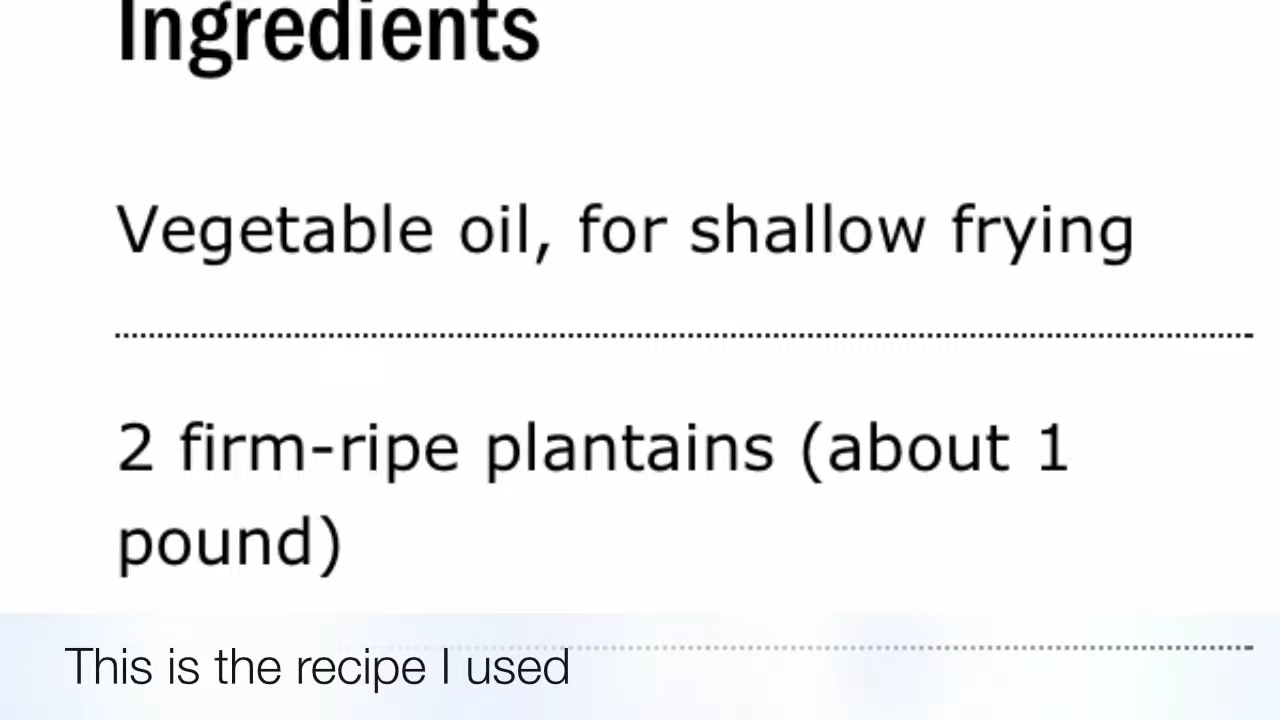 Ingredients
Vegetable oil, for shallow frying
2 firm-ripe plantains (about 1
pound)
This is the recipe I used